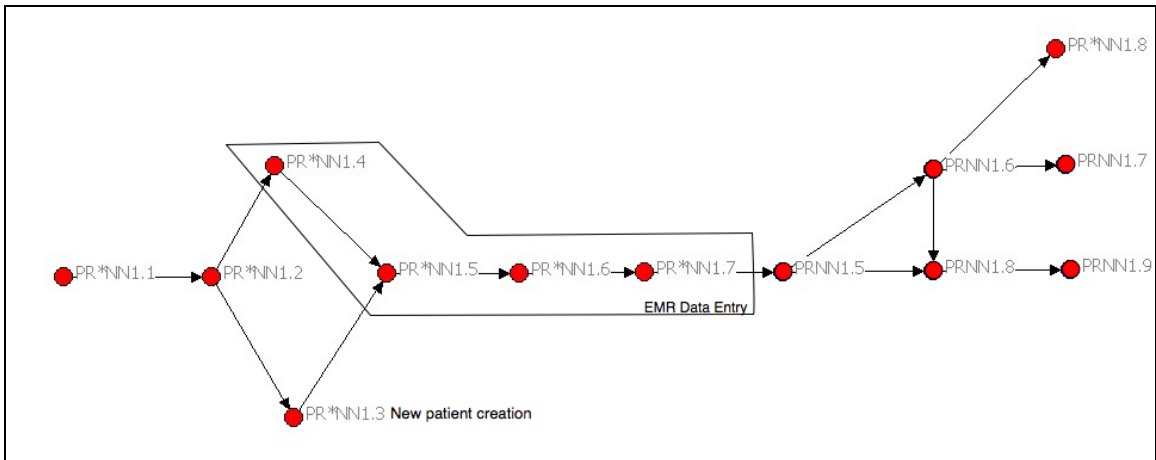 PR*NN1.8
PR*NN1.4
PRNN1.6
PRNN1.7
PR*NN1.1
PR*NN1.2
PR*NN1.5
PR*NN1.6
PR*NN1.7
PRNN1.5
PRNN1.8
PRNN1.9
EMR Data Entry
PR*NN1.3 New patient creation